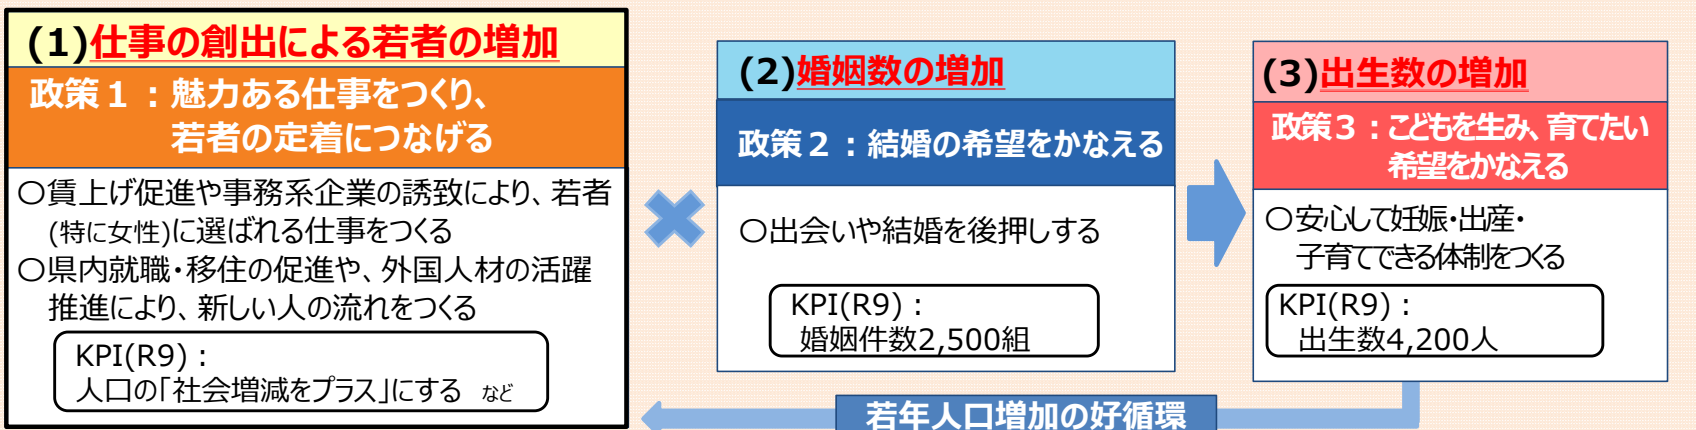 (1)仕事の創出による若者の増加
政策１：魅力ある仕事をつくり、
若者の定着につなげる
〇賃上げ促進や事務系企業の誘致により、若者
(特に女性)に選ばれる仕事をつくる
〇県内就職・移住の促進や、外国人材の活躍
推進により、新しい人の流れをつくる
KPI(R9)：
人口の「社会増減をプラス」にする など
(2)婚姻数の増加
政策２：結婚の希望をかなえる
〇出会いや結婚を後押しする
KPI(R9)：
婚姻件数2,500組
(3)出生数の増加
政策３：こどもを生み、育てたい
希望をかなえる
〇安心して妊娠・出産・
子育てできる体制をつくる
KPI(R9)：
出生数4,200人
若年人口増加の好循環